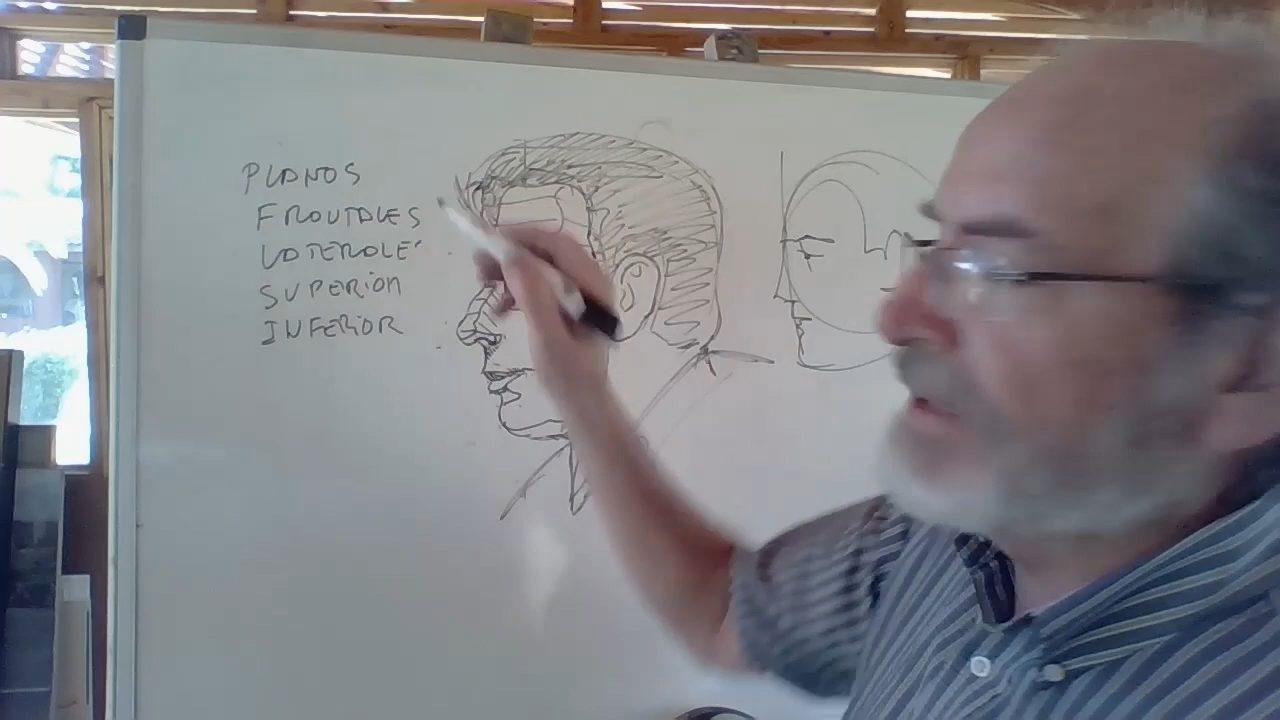 PLANOS
FRONTALES
LATERALES
SUPERIOR
INFERIOR